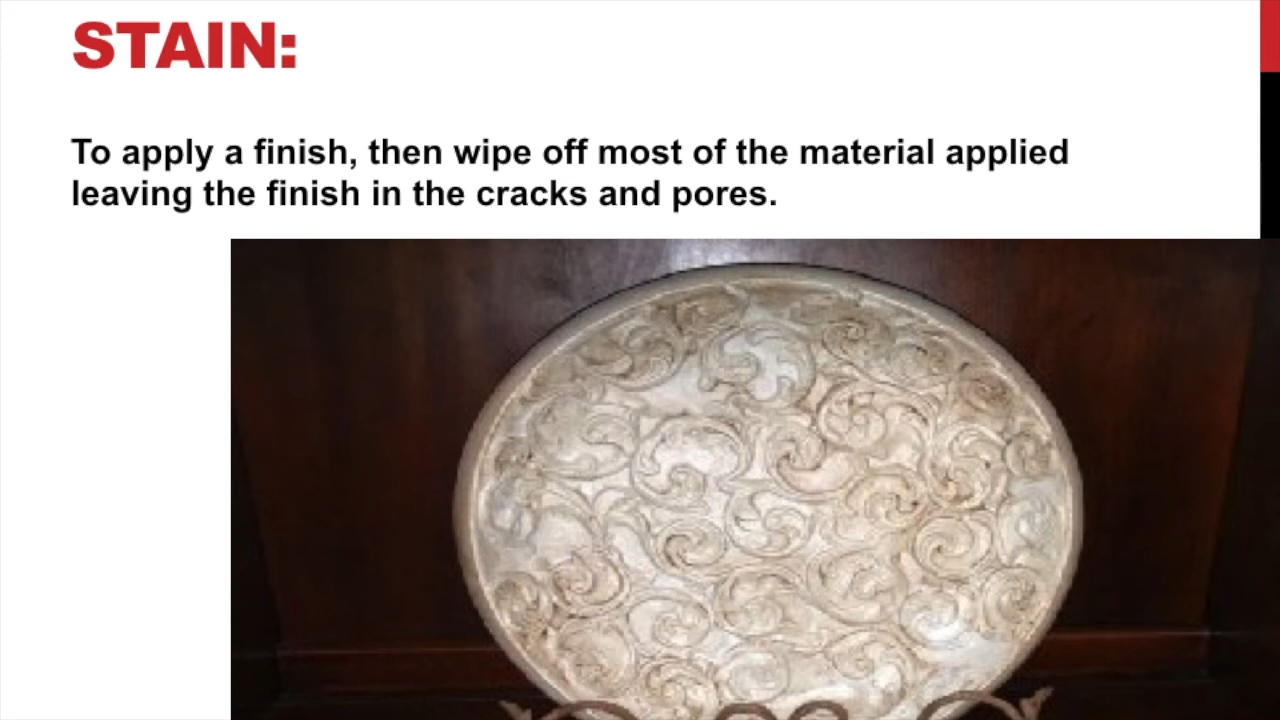 STAIN:
To apply a finish, then wipe off most of the material applied
leaving the finish in the cracks and pores.